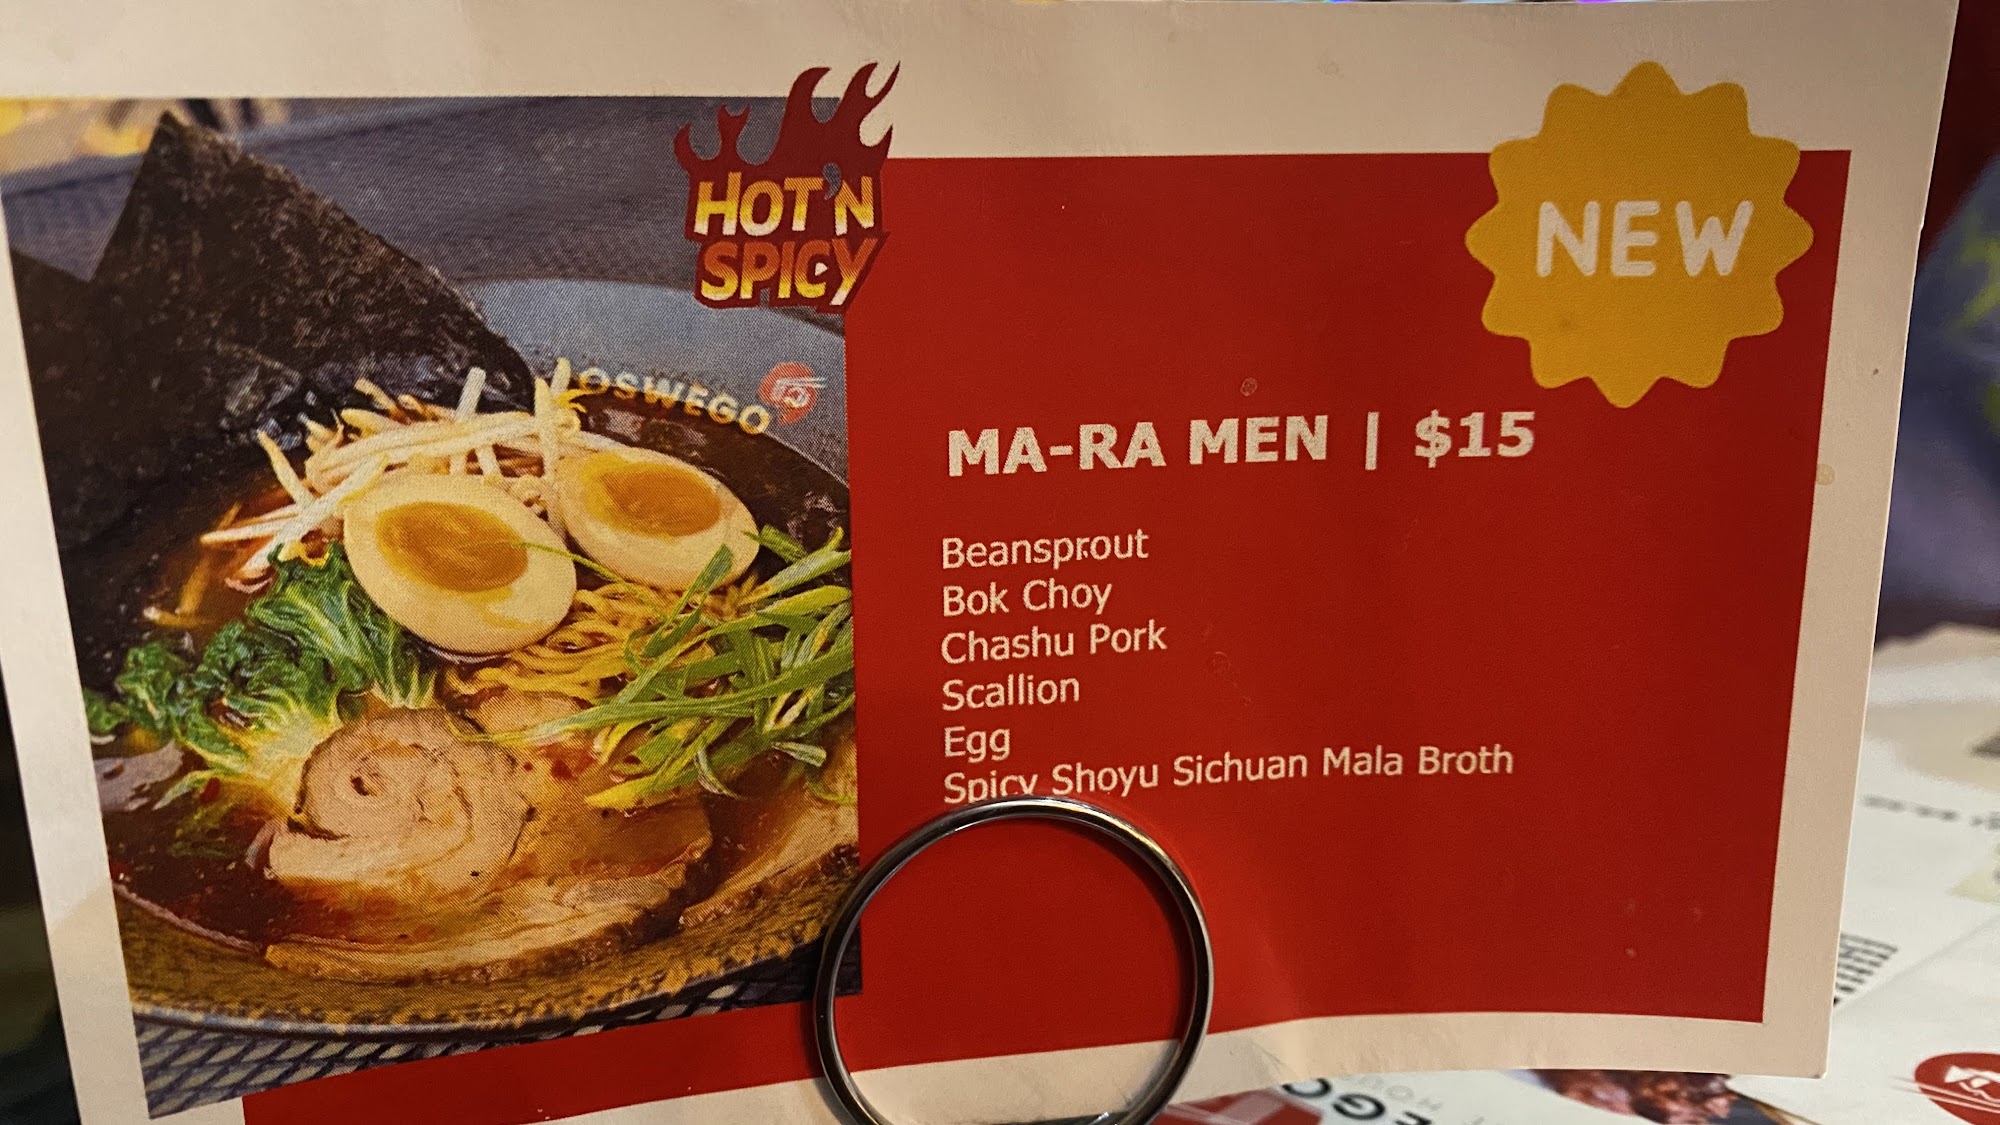 HOT'N
SPICY
NEW
OSWEGO
MA-RA MEN | $15
Beansprout
Bok Choy
Chashu Pork
Scallion
Egg
Spicy Shoyu Sichuan Mala Broth